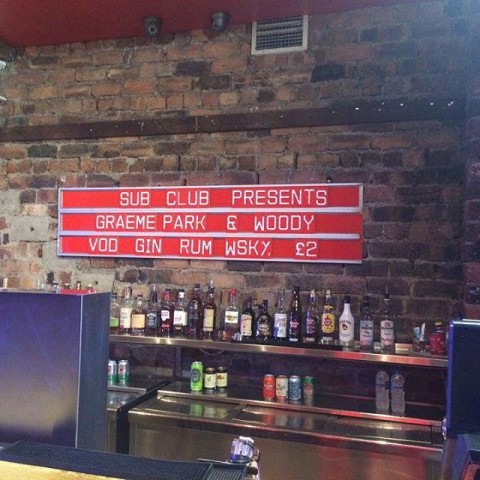 SUB CLUB PRESENTS
GRAEME PARK & WOODY
VOD GIN RUM WSKY. £2